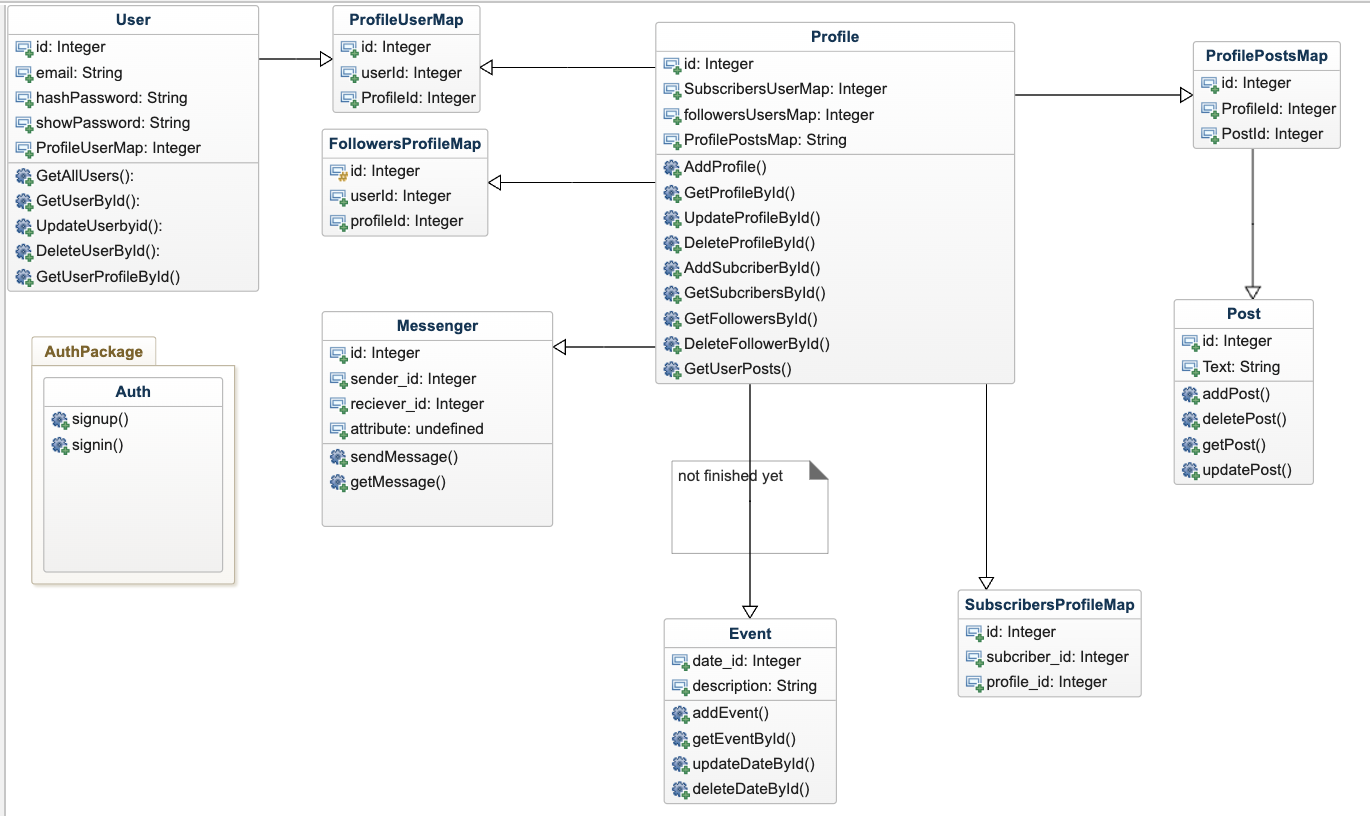 User
id: Integer
email: String
hashPassword: String
showPassword: String
ProfileUserMap: Integer
GetAllUsers():
GetUserById():
UpdateUserbyid():
DeleteUserById():
GetUserProfileById()
ProfileUserMap
id: Integer
userId: Integer
ProfileId: Integer
FollowersProfileMap
id: Integer
userId: Integer
profileId: Integer
Profile
id: Integer
SubscribersUserMap: Integer
followersUsersMap: Integer
ProfilePostsMap: String
AddProfile()
GetProfileById()
UpdateProfileById()
DeleteProfileById()
AddSubcriberById()
GetSubcribersById()
GetFollowersById()
DeleteFollowerById()
GetUserPosts()
ProfilePostsMap
id: Integer
ProfileId: Integer
PostId: Integer
Post
id: Integer
Text: String
addPost()
deletePost()
getPost()
updatePost()
AuthPackage
Auth
signup()
signin()
Messenger
id: Integer
sender_id: Integer
reciever_id: Integer
attribute: undefined
sendMessage()
getMessage()
not finished yet
Event
date_id: Integer
description: String
addEvent()
getEventById()
updateDateById()
deleteDateById()
SubscribersProfileMap
id: Integer
subcriber_id: Integer
profile_id: Integer